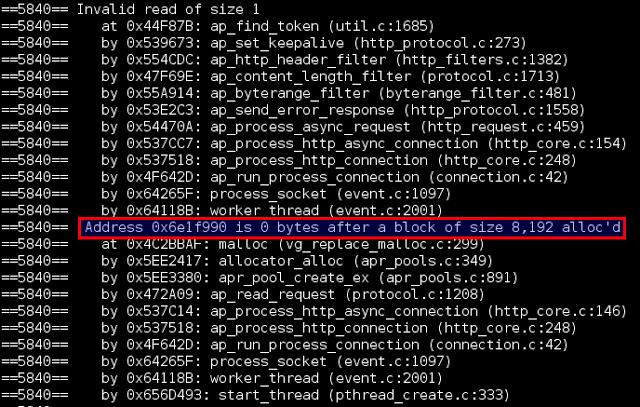 ==5840== Invalid read of size 1
==5840==    at 0x44F87B: ap_find_token (util.c:1685)
==5840==    by 0x539673: ap_set_keepalive (http_protocol.c:273)
==5840==    by 0x554CDC: ap_http_header_filter (http_filters.c:1382)
==5840==    by 0x47F69E: ap_content_length_filter (protocol.c:1713)
==5840==    by 0x55A914: ap_byterange_filter (byterange_filter.c:481)
==5840==    by 0x53E2C3: ap_send_error_response (http_protocol.c:1558)
==5840==    by 0x54470A: ap_process_async_request (http_request.c:459)
==5840==    by 0x537CC7: ap_process_http_async_connection (http_core.c:154)
==5840==    by 0x537518: ap_process_http_connection (http_core.c:248)
==5840==    by 0x4F642D: ap_run_process_connection (connection.c:42)
==5840==    by 0x64265F: process_socket (event.c:1097)
==5840==    by 0x64118B: worker_thread (event.c:2001)
==5840==  Address 0x6e1f990 is 0 bytes after a block of size 8,192 alloc'd
==5840==    at 0x4C2BBAF: malloc (vg_replace_malloc.c:299)
==5840==    by 0x5EE2417: allocator_alloc (apr_pools.c:349)
==5840==    by 0x5EE3380: apr_pool_create_ex (apr_pools.c:891)
==5840==    by 0x472A09: ap_read_request (protocol.c:1208)
==5840==    by 0x537C14: ap_process_http_async_connection (http_core.c:146)
==5840==    by 0x537518: ap_process_http_connection (http_core.c:248)
==5840==    by 0x4F642D: ap_run_process_connection (connection.c:42)
==5840==    by 0x64265F: process_socket (event.c:1097)
==5840==    by 0x64118B: worker_thread (event.c:2001)
==5840==    by 0x656D493: start_thread (pthread_create.c:333)